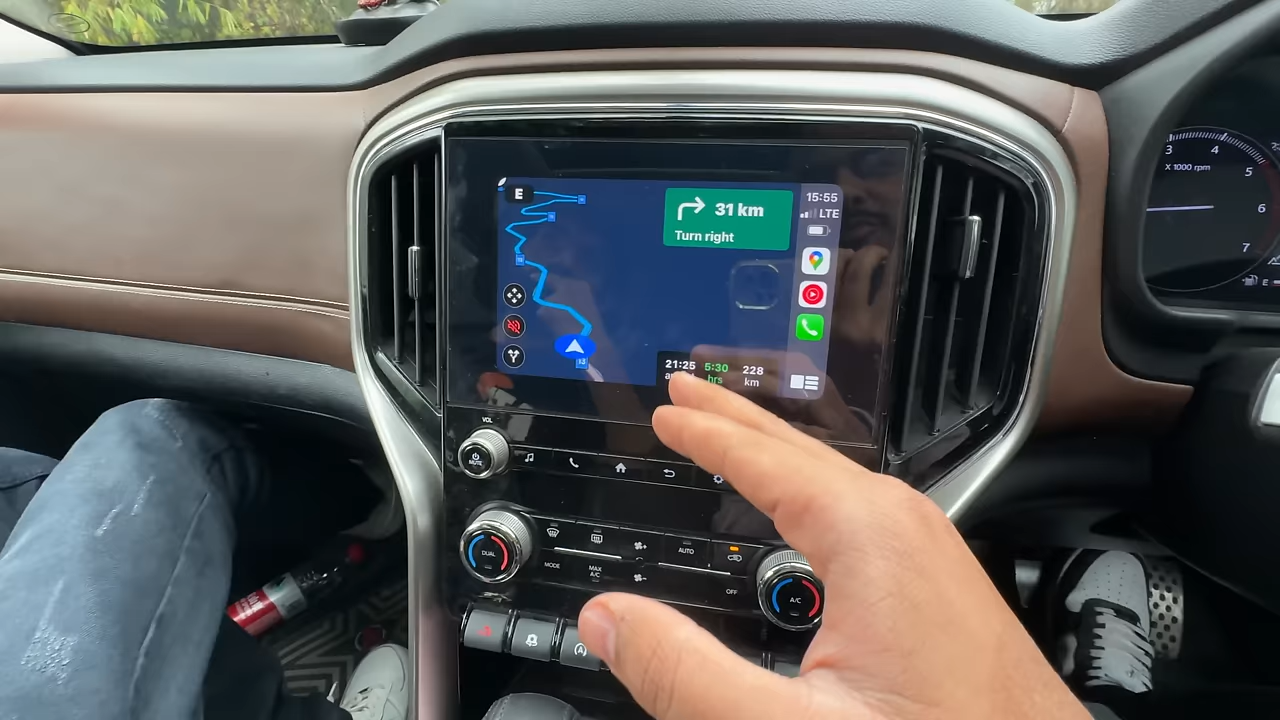 E
31 km
Turn right
15:55
LTE
21:25 5:30 228
hrs km
13
VOL
MUTE
DUAL
MODE
MAX
A/C
AUTO
OFF
A/C
3
4
5
7
X 1000 rpm
E